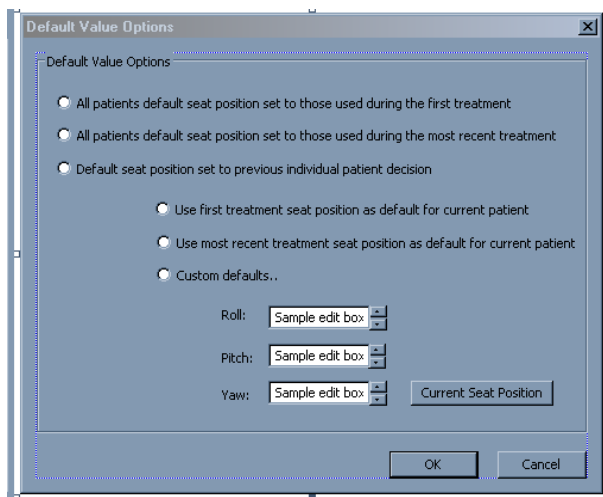 Default Value Options
Default Value Options
All patients default seat position set to those used during the first treatment
All patients default seat position set to those used during the most recent treatment
Default seat position set to previous individual patient decision
Use first treatment seat position as default for current patient
Use most recent treatment seat position as default for current patient
Custom defaults..
Roll: Sample edit box
Pitch: Sample edit box
Yaw: Sample edit box Current Seat Position
OK Cancel